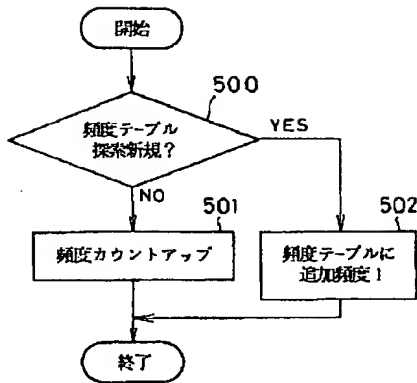 開始
500
頻度テーブル
探索新規?
YES
NO
501
502
頻度カウントアップ
頻度テーブルに
追加頻度1
終了